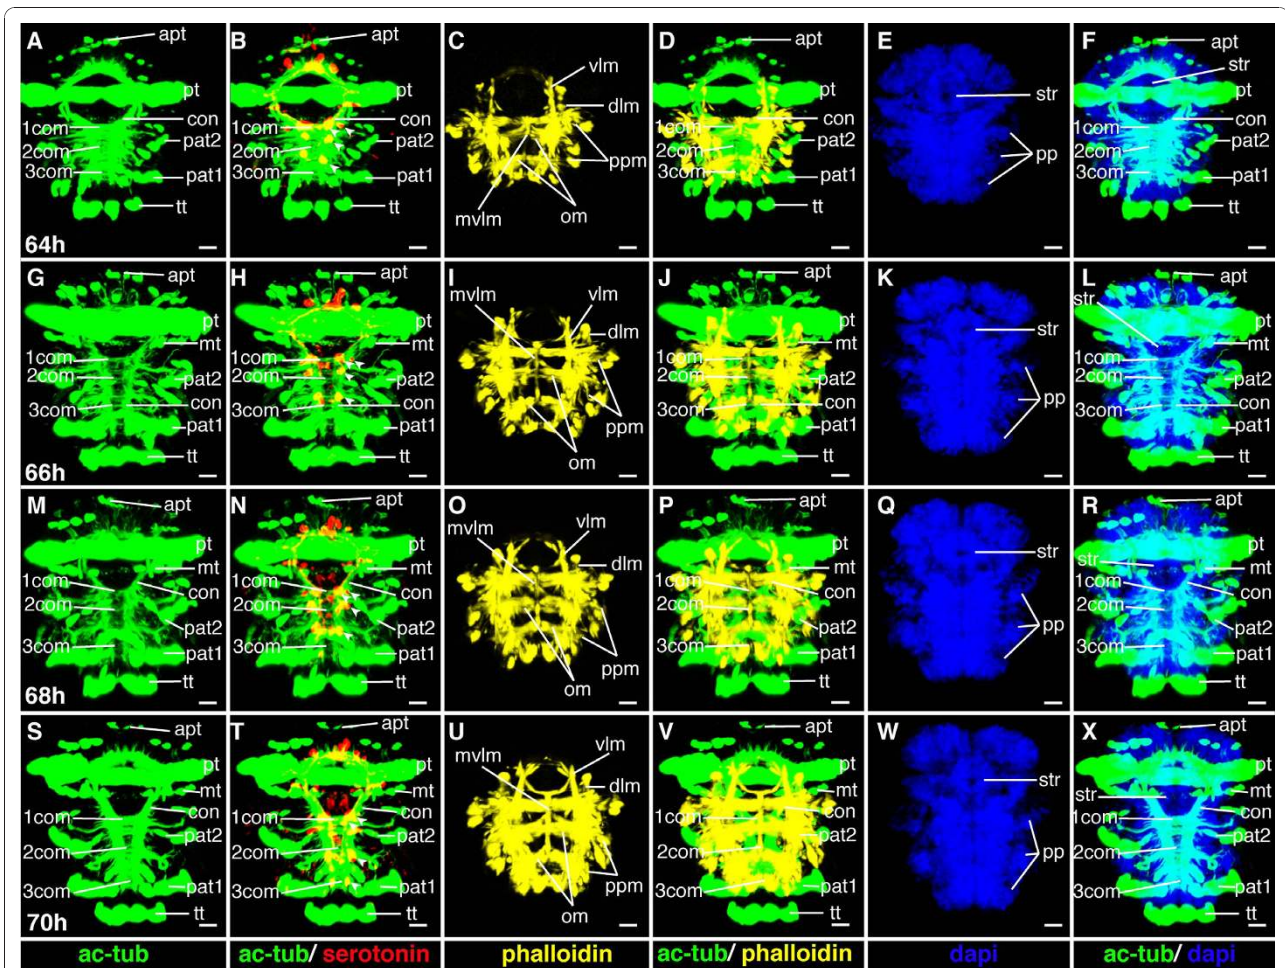 A
apt
pt
con
1com
2com
pat2
3com
pat1
tt
64h
B
apt
pt
con
1com
2com
pat2
3com
pat1
tt
C
vlm
dlm
ppm
mvlm
om
D
apt
pt
con
1com
2com
pat2
3com
pat1
tt
E
str
pp
F
apt
str
pt
con
1com
2com
pat2
3com
pat1
tt
G
apt
pt
mt
1com
2com
pat2
3com
con
pat1
tt
66h
H
apt
pt
mt
1com
2com
pat2
3com
con
pat1
tt
I
mvlm
vlm
dlm
ppm
om
J
apt
pt
mt
1com
2com
pat2
3com
con
pat1
tt
K
str
pp
L
apt
str
pt
mt
1com
2com
pat2
3com
con
pat1
tt
M
apt
pt
mt
1com
con
2com
pat2
3com
pat1
tt
68h
N
apt
pt
mt
1com
con
2com
pat2
3com
pat1
tt
O
mvlm
vlm
dlm
ppm
om
P
apt
pt
mt
1com
con
2com
pat2
3com
pat1
tt
Q
str
pp
R
apt
pt
str
mt
1com
con
2com
pat2
3com
pat1
tt
S
apt
pt
mt
con
1com
pat2
2com
3com
pat1
tt
70h
T
apt
pt
mt
con
1com
pat2
2com
3com
pat1
tt
U
mvlm
vlm
dlm
ppm
om
V
apt
pt
mt
con
1com
pat2
2com
3com
pat1
tt
W
str
pp
X
apt
pt
mt
str
con
1com
pat2
2com
3com
pat1
tt
ac-tub
ac-tub/ serotonin
phalloidin
ac-tub/ phalloidin
dapi
ac-tub/ dapi